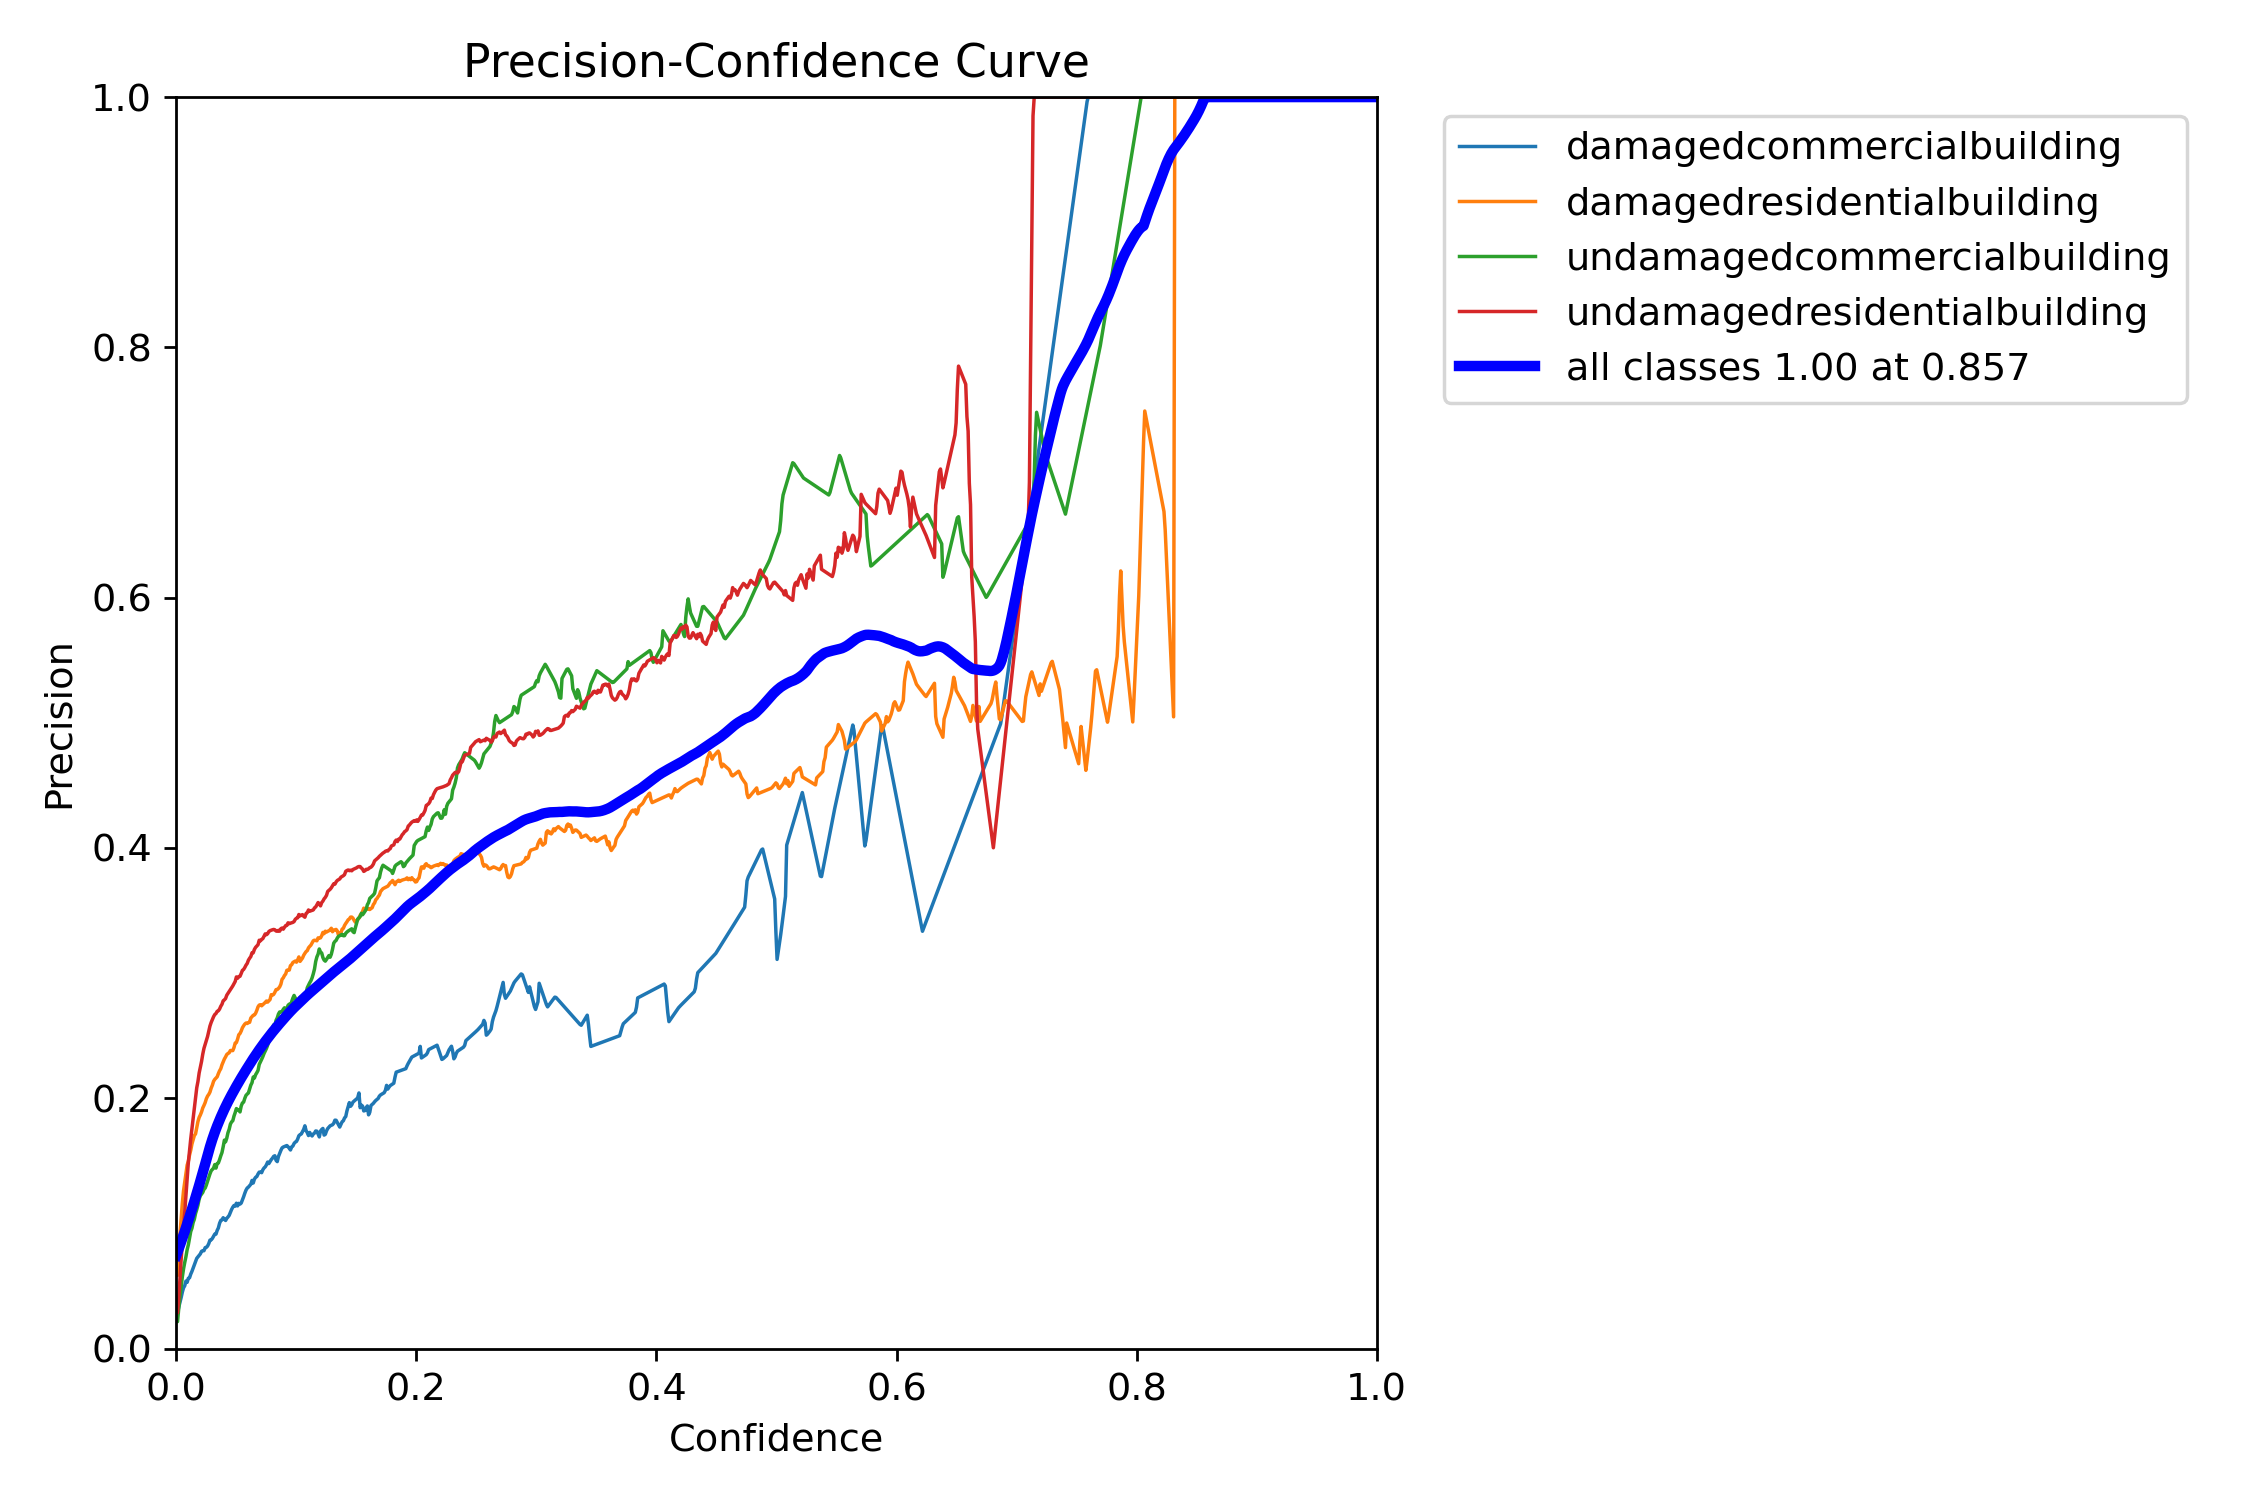 Precision-Confidence Curve
1.0
0.8
0.6
0.4
0.2
0.0
Precision
0.0 0.2 0.4 0.6 0.8 1.0
Confidence
damagedcommercialbuilding
damagedresidentialbuilding
undamagedcommercialbuilding
undamagedresidentialbuilding
all classes 1.00 at 0.857